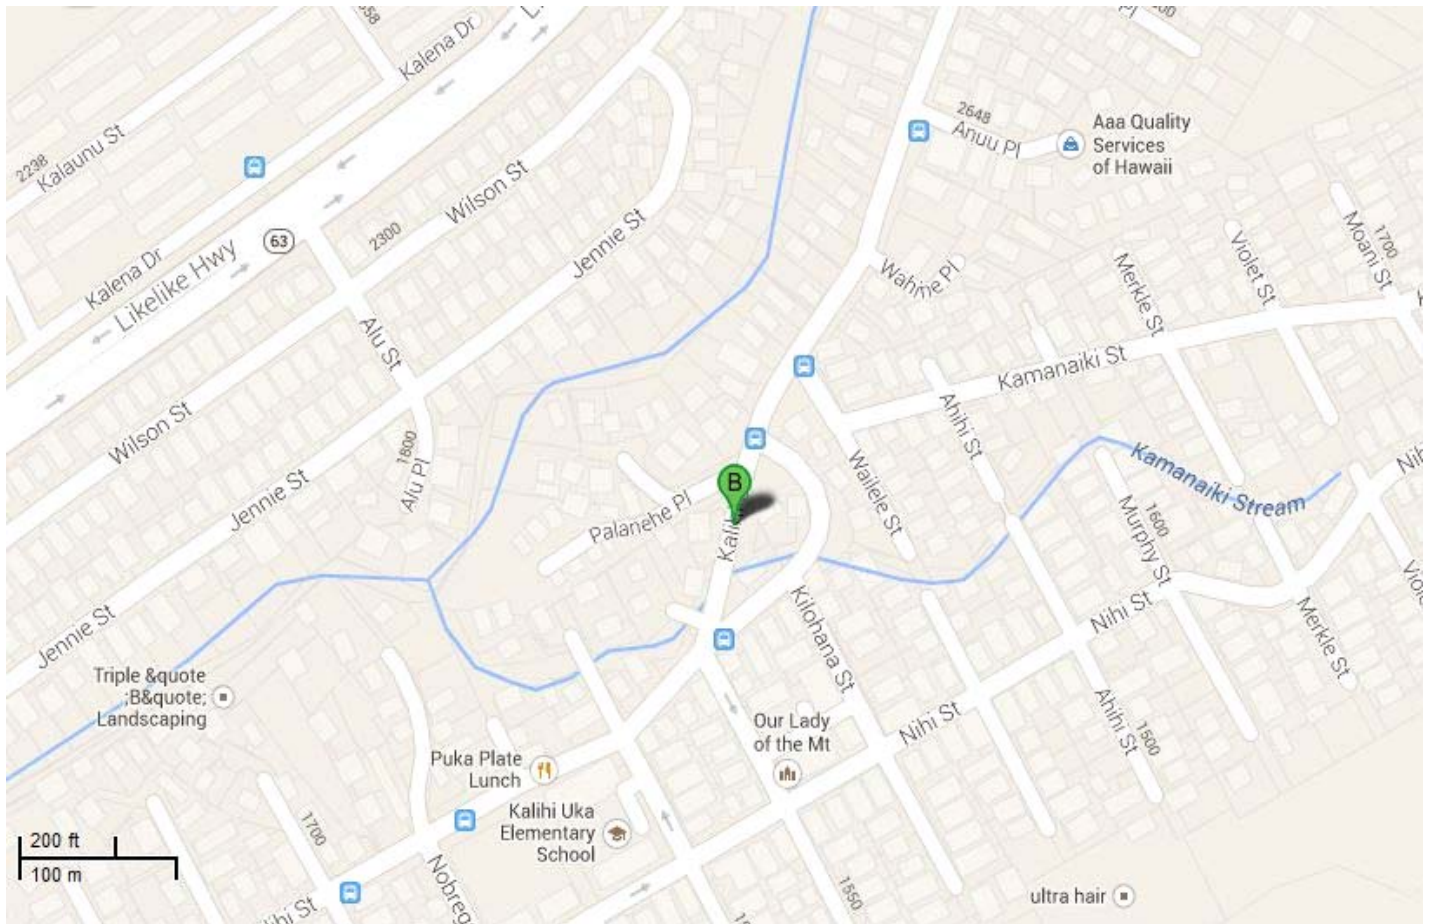 658
Kalena Dr
2238
Kalaunu St
Wilson St
2300
63
Kalena Dr
Likelike Hwy
Jennie St
Alu St
2648
Anuu Pl
Aaa Quality
Services
of Hawaii
Wahine Pl
Merkle St
Violet St
1700
Moani St
Kamanaiki St
Ahihi St
Wilson St
1800
Alu Pl
Jennie St
B
Palanehe Pl
Wailele St
Kamanaiki Stream
1600
Murphy St
Nihi St
Kilohana St
Merkle St
Jennie St
Triple &quote
;B&quote;
Landscaping
Our Lady
of the Mt
Nihi St
Ahihi St
1500
Puka Plate
Lunch
Kalihi Uka
Elementary
School
1700
200 ft
100 m
1550
ultra hair